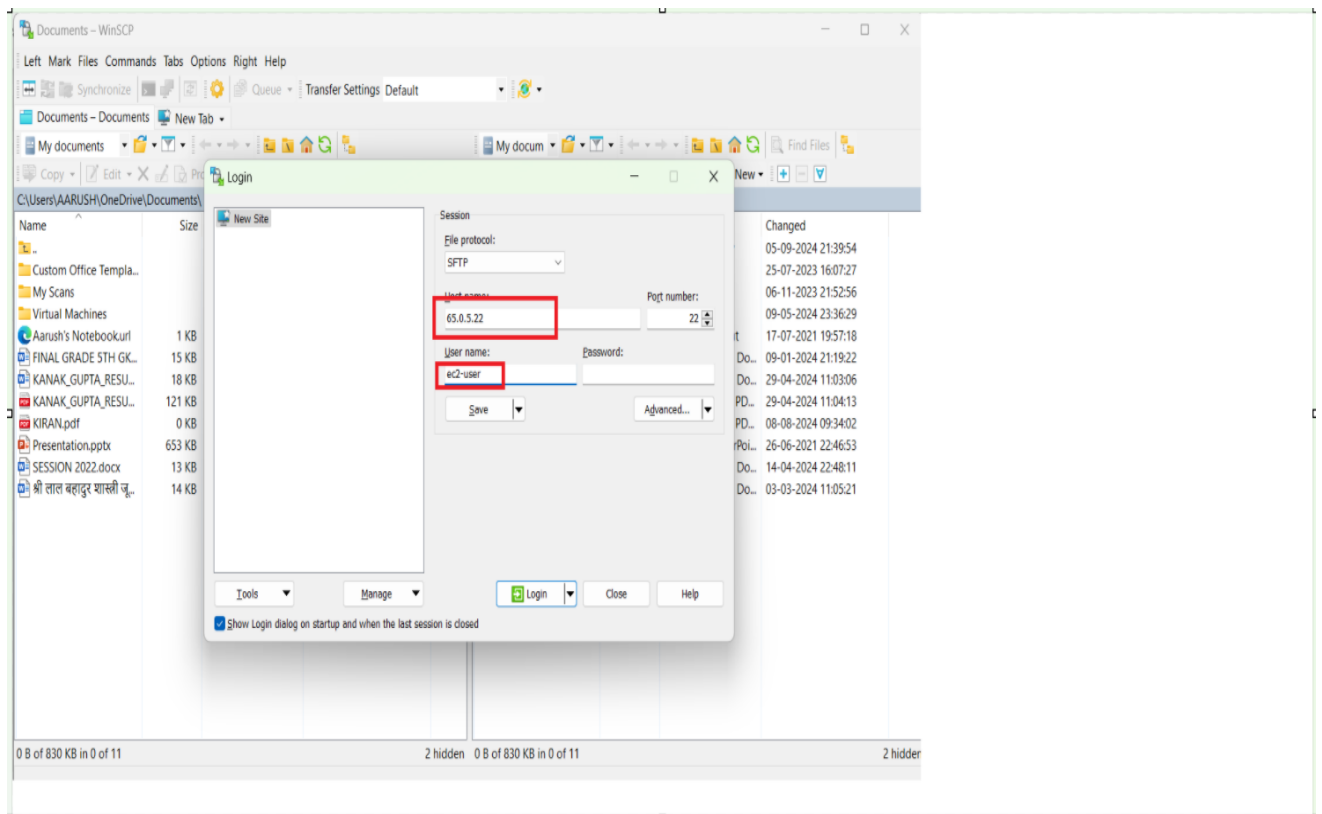 Documents – WinSCP
Left Mark Files Commands Tabs Options Right Help
Synchronize Queue Transfer Settings Default
Documents – Documents New Tab
My documents My docum Find Files
Copy Edit New
Login
C:\Users\AARUSH\OneDrive\Documents\
Name Size Changed
..
05-09-2024 21:39:54
Custom Office Templa... 25-07-2023 16:07:27
My Scans 06-11-2023 21:52:56
Virtual Machines 09-05-2024 23:36:29
Aarush's Notebook.url 1 KB 17-07-2021 19:57:18
FINAL GRADE 5TH GK... 15 KB Do... 09-01-2024 21:19:22
KANAK_GUPTA_RESU... 18 KB Do... 29-04-2024 11:03:06
KANAK_GUPTA_RESU... 121 KB PD... 29-04-2024 11:04:13
KIRAN.pdf 0 KB PD... 08-08-2024 09:34:02
Presentation.pptx 653 KB rPoi... 26-06-2021 22:46:53
SESSION 2022.docx 13 KB Do... 14-04-2024 22:48:11
श्री लाल बहादुर शास्त्री जू... 14 KB Do... 03-03-2024 11:05:21
New Site
Session
File protocol:
SFTP
Host name: Port number:
65.0.5.22 22
User name: Password:
ec2-user
Save Advanced...
Tools Manage Login Close Help
Show Login dialog on startup and when the last session is closed
0 B of 830 KB in 0 of 11 2 hidden 0 B of 830 KB in 0 of 11 2 hidden